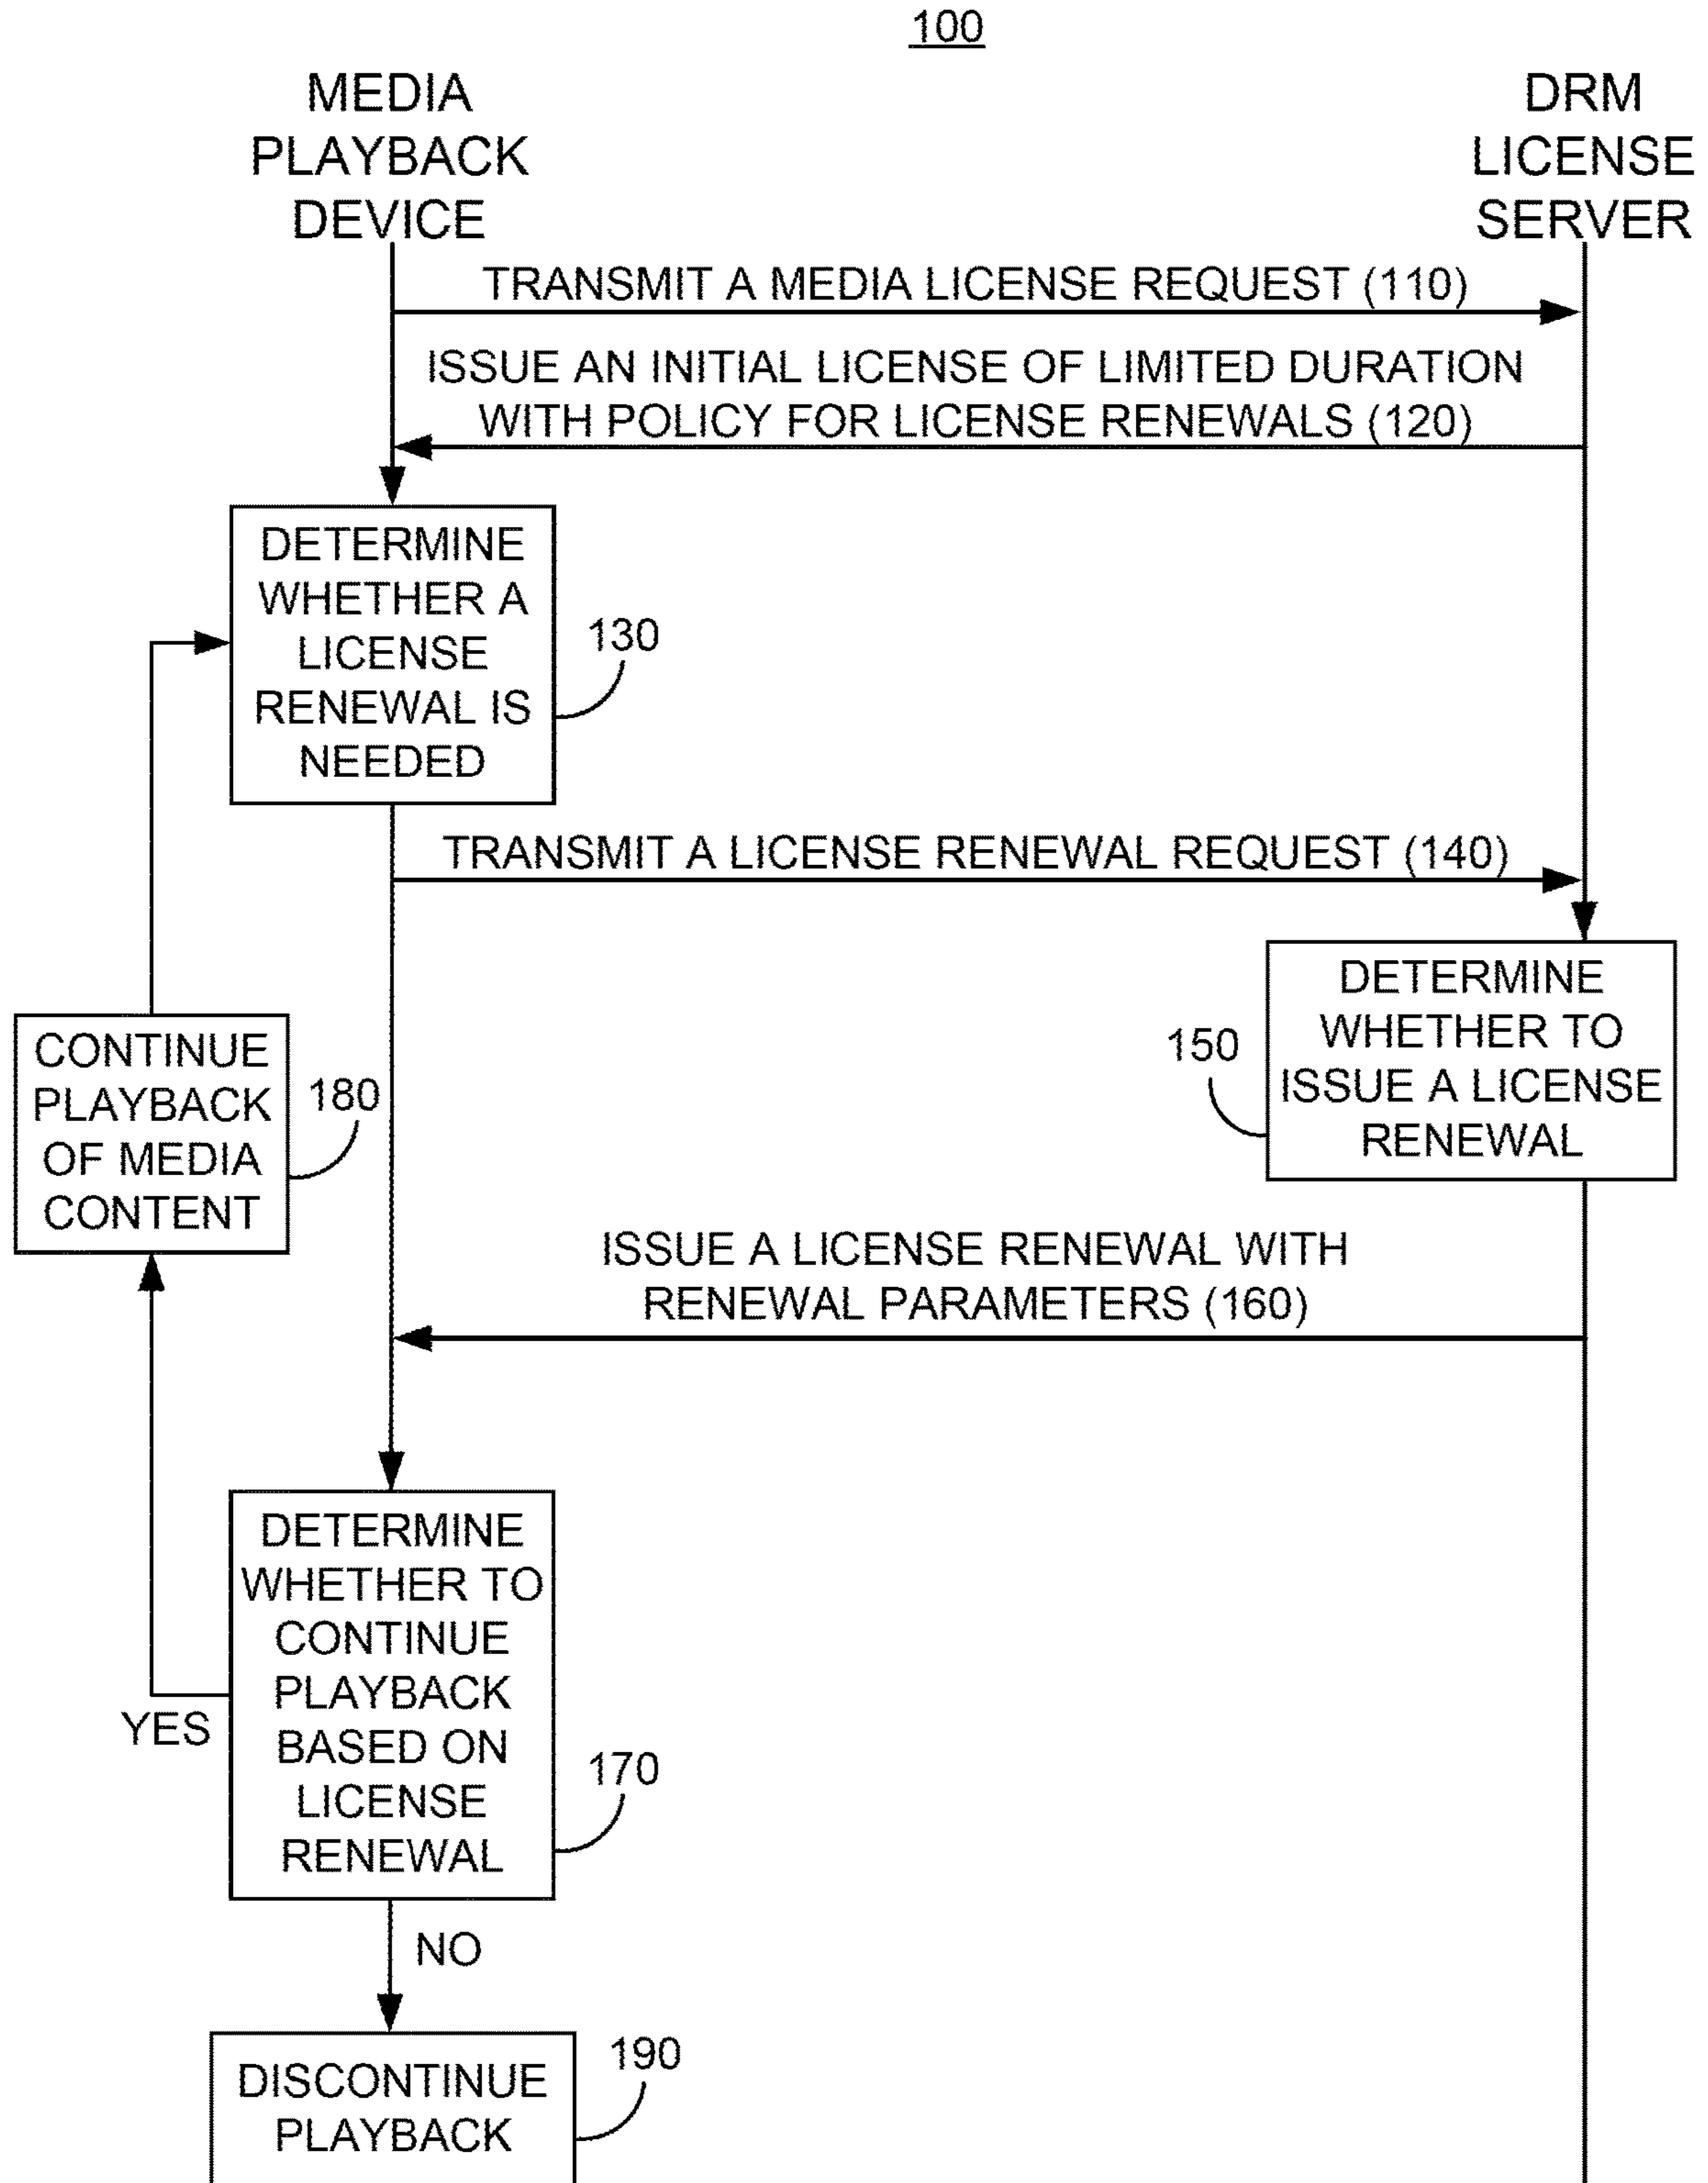 100
MEDIA
PLAYBACK
DEVICE
DRM
LICENSE
SERVER
TRANSMIT A MEDIA LICENSE REQUEST (110)
ISSUE AN INITIAL LICENSE OF LIMITED DURATION
WITH POLICY FOR LICENSE RENEWALS (120)
DETERMINE
WHETHER A
LICENSE
RENEWAL IS
NEEDED
130
TRANSMIT A LICENSE RENEWAL REQUEST (140)
DETERMINE
WHETHER TO
ISSUE A LICENSE
RENEWAL
150
CONTINUE
PLAYBACK
OF MEDIA
CONTENT
180
ISSUE A LICENSE RENEWAL WITH
RENEWAL PARAMETERS (160)
DETERMINE
WHETHER TO
CONTINUE
PLAYBACK
BASED ON
LICENSE
RENEWAL
170
YES
NO
DISCONTINUE
PLAYBACK
190